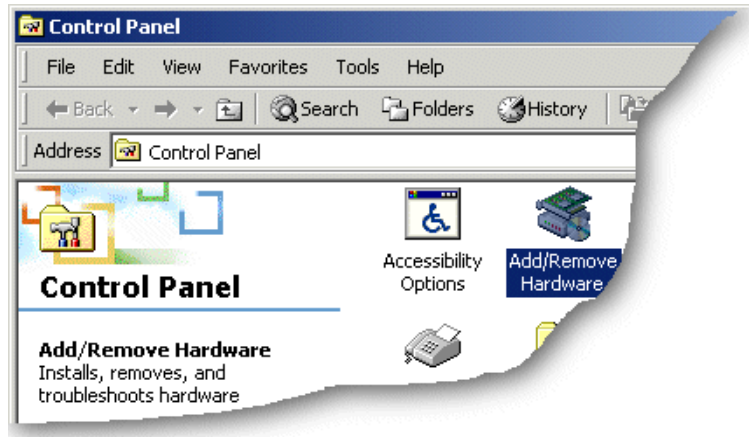 Control Panel
File Edit View Favorites Tools Help
Back Search Folders History
Address Control Panel
Control Panel
Accessibility Options
Add/Remove Hardware
Add/Remove Hardware
Installs, removes, and
troubleshoots hardware